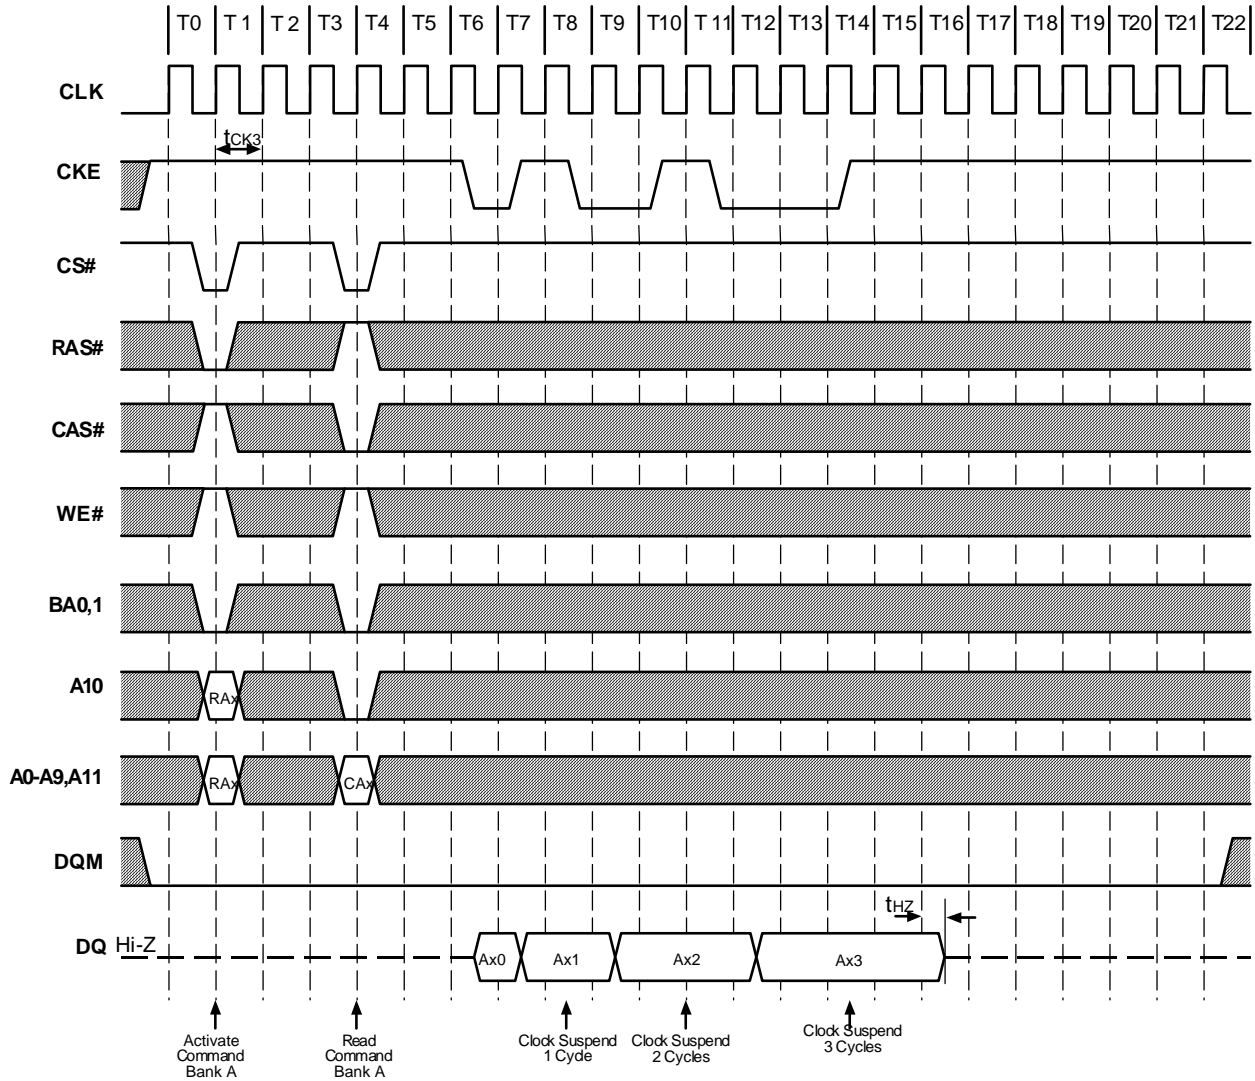 T0 T 1 T 2 T3 T4 T5 T6 T7 T8 T9 T10 T 11 T12 T13 T14 T15 T16 T17 T18 T19 T20 T21 T22
CLK
tCK3
CKE
CS#
RAS#
CAS#
WE#
BA0,1
A10
RAx
A0-A9,A11
RAx CAx
DQM
tHZ
DQ Hi-Z
Ax0 Ax1 Ax2 Ax3
Activate
Command
Bank A
Read
Command
Bank A
Clock Suspend
1 Cycle
Clock Suspend
2 Cycles
Clock Suspend
3 Cycles